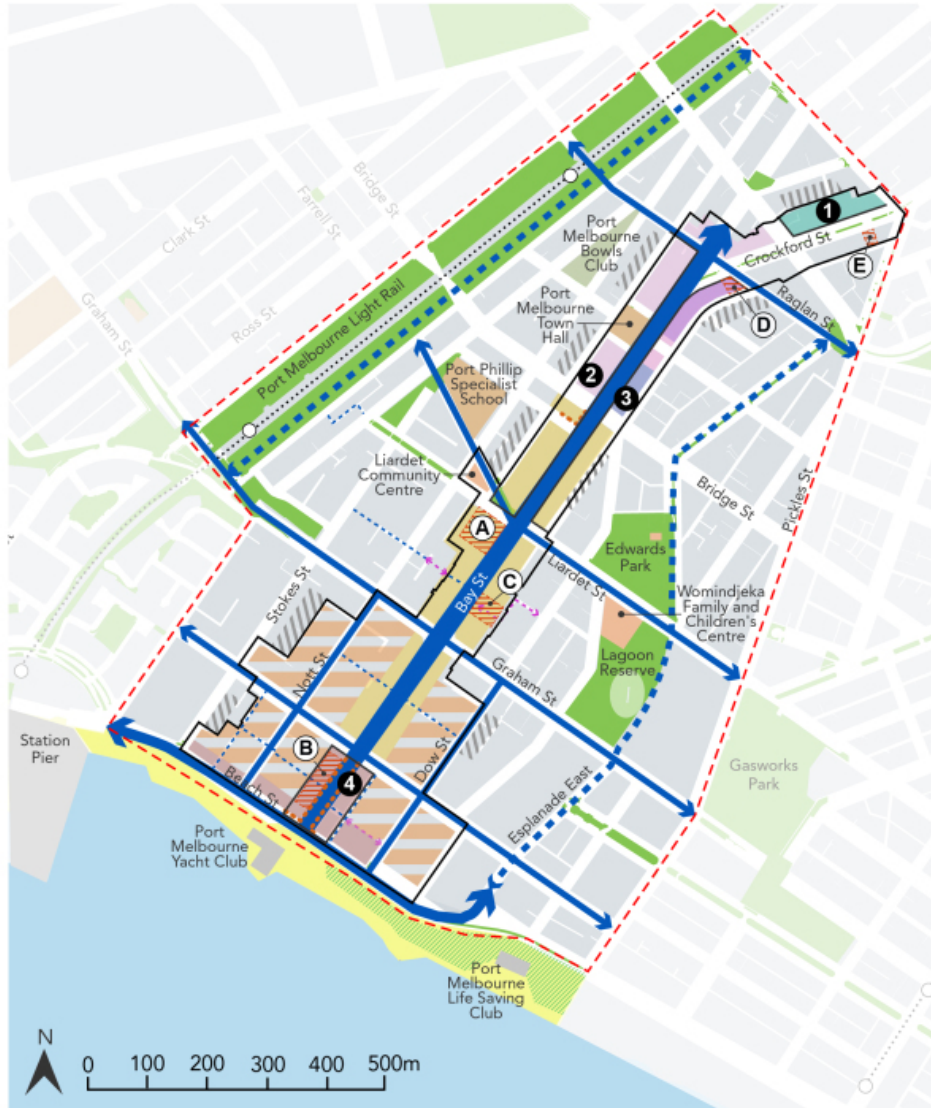 Clark St
Farrell St
Bridge St
Graham St
Ross St
Port Melbourne Light Rail
Port
Melbourne
Bowls
Club
1
Crockford St
E
Raglan St
D
Port
Melbourne
Town
Hall
2
3
Port Phillip
Specialist
School
Liardet
Community
Centre
A
Bay St
C
Liardet St
Bridge St
Pickles St
Edwards
Park
Womindjeka
Family and
Children's
Centre
Lagoon
Reserve
Stokes St
Nott St
Graham St
Dow St
B
4
Beach St
Esplanade East
Gasworks
Park
Station
Pier
Port
Melbourne
Yacht Club
Port
Melbourne
Life Saving
Club
N
0 100 200 300 400 500m